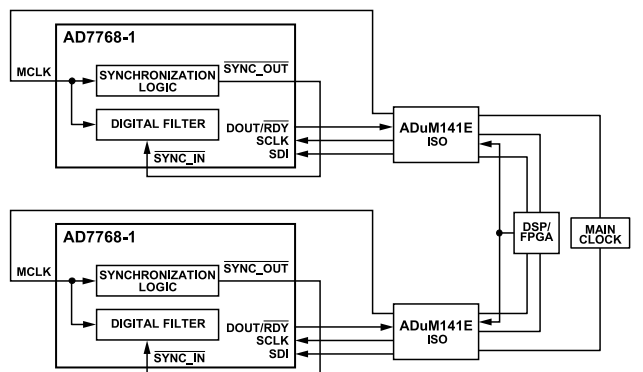 AD7768-1
MCLK
SYNCHRONIZATION
LOGIC
SYNC_OUT
DIGITAL FILTER
SYNC_IN
DOUT/RDY
SCLK
SDI
ADuM141E
ISO
DSP/
FPGA
MAIN
CLOCK
AD7768-1
MCLK
SYNCHRONIZATION
LOGIC
SYNC_OUT
DIGITAL FILTER
SYNC_IN
DOUT/RDY
SCLK
SDI
ADuM141E
ISO